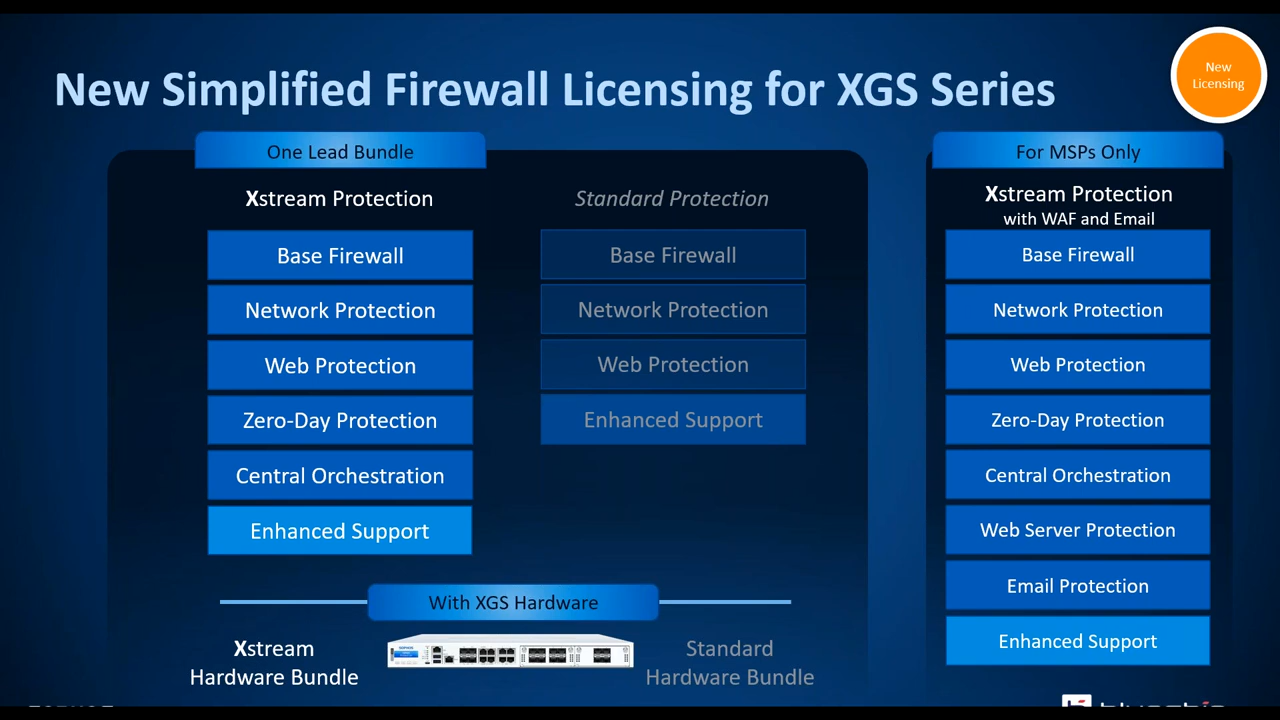 New Simplified Firewall Licensing for XGS Series
New
Licensing
One Lead Bundle
Xstream Protection
Base Firewall
Network Protection
Web Protection
Zero-Day Protection
Central Orchestration
Enhanced Support
Standard Protection
Base Firewall
Network Protection
Web Protection
Enhanced Support
With XGS Hardware
Xstream
Hardware Bundle
SOPHOS
Standard
Hardware Bundle
For MSPs Only
Xstream Protection
with WAF and Email
Base Firewall
Network Protection
Web Protection
Zero-Day Protection
Central Orchestration
Web Server Protection
Email Protection
Enhanced Support